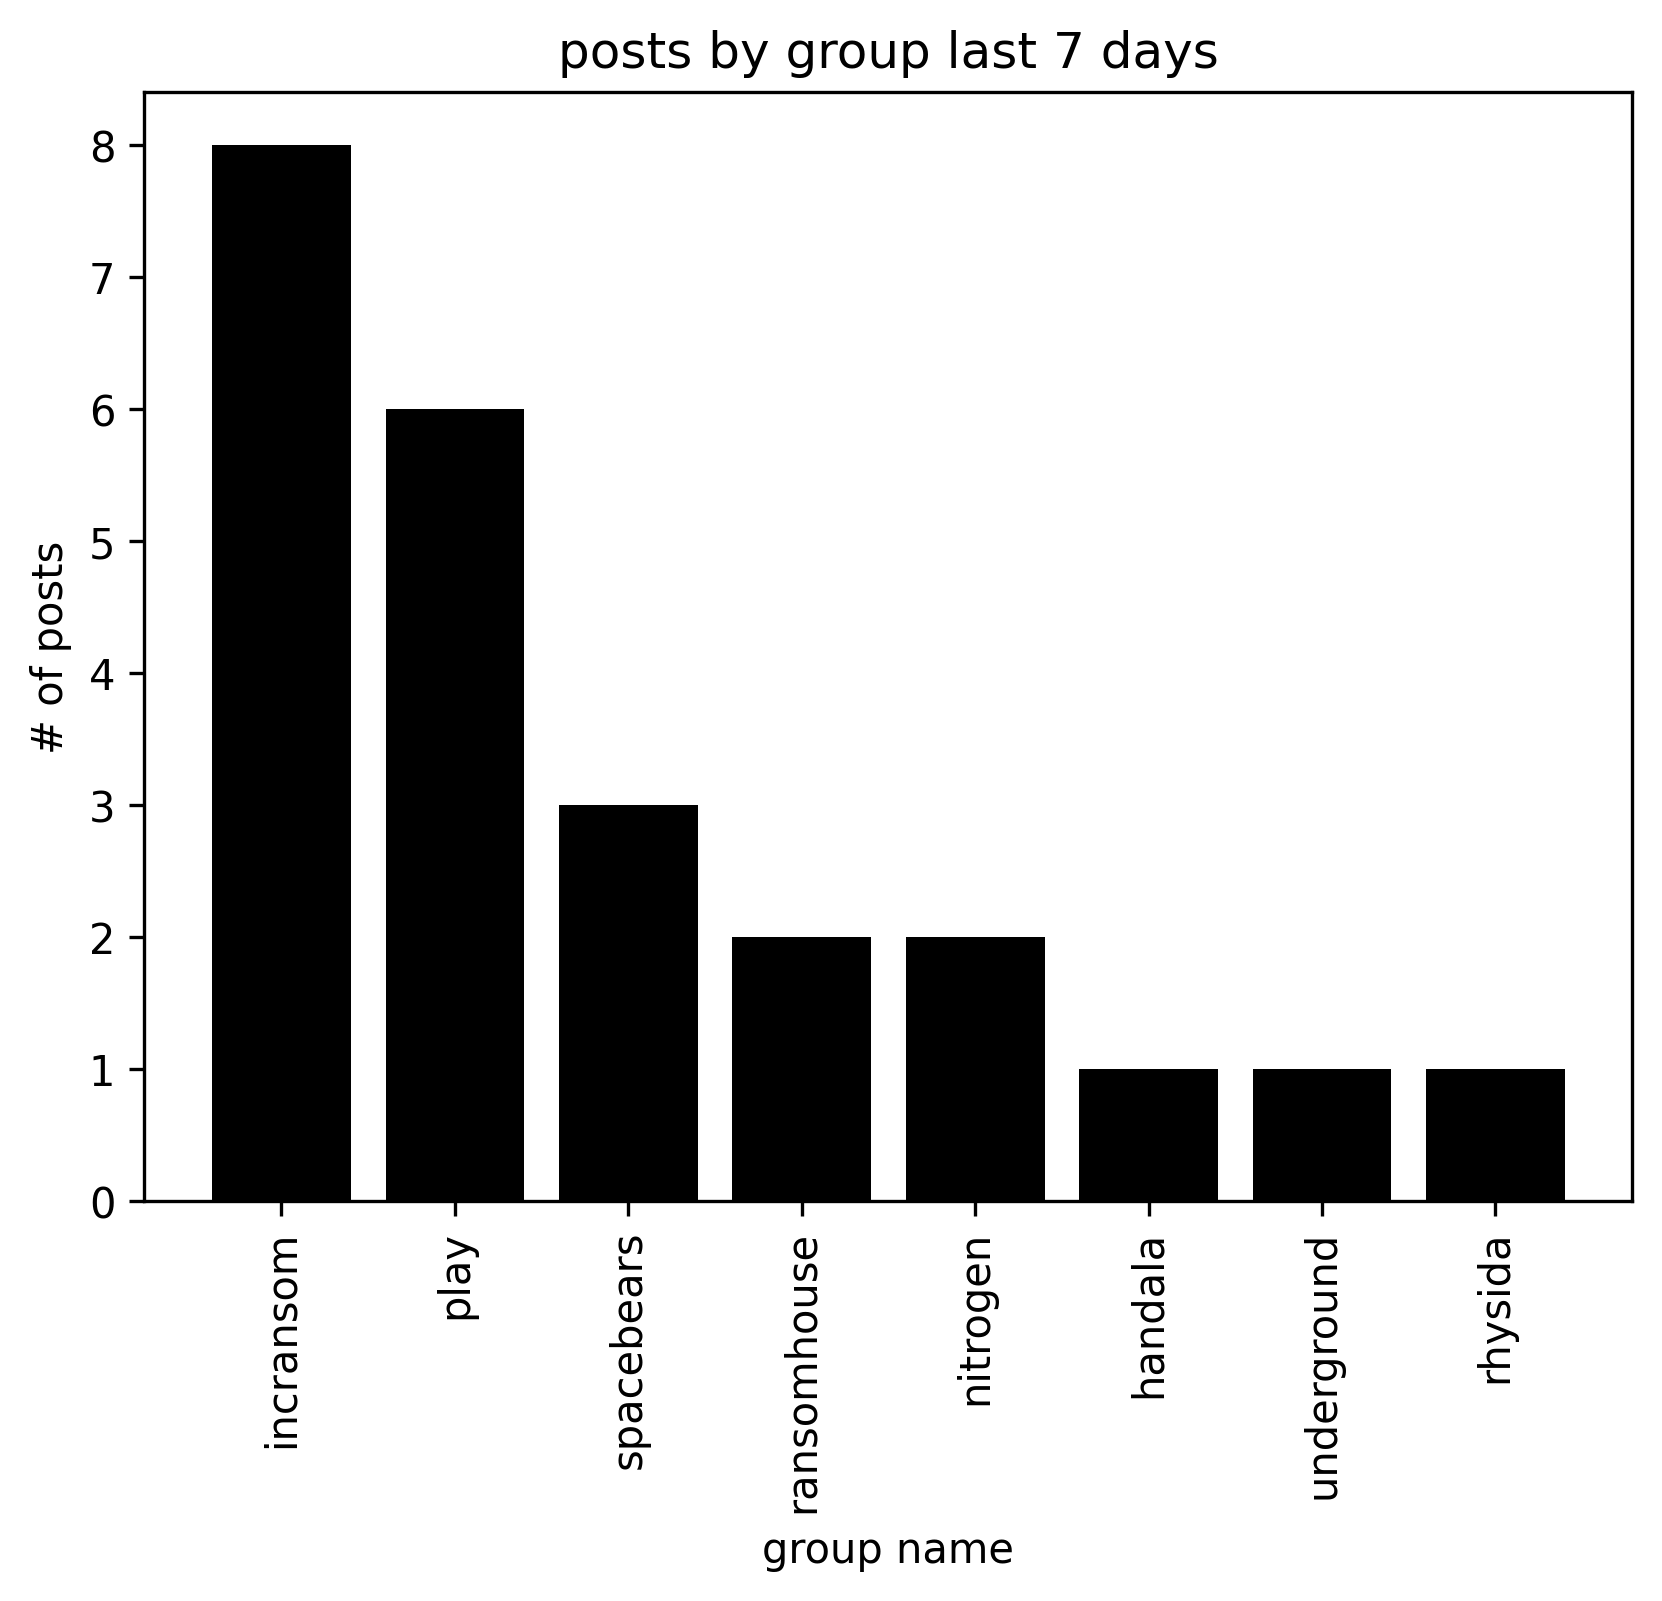 posts by group last 7 days
# of posts
8
7
6
5
4
3
2
1
0
incransom
play
spacebears
ransomhouse
nitrogen
handala
underground
rhysida
group name